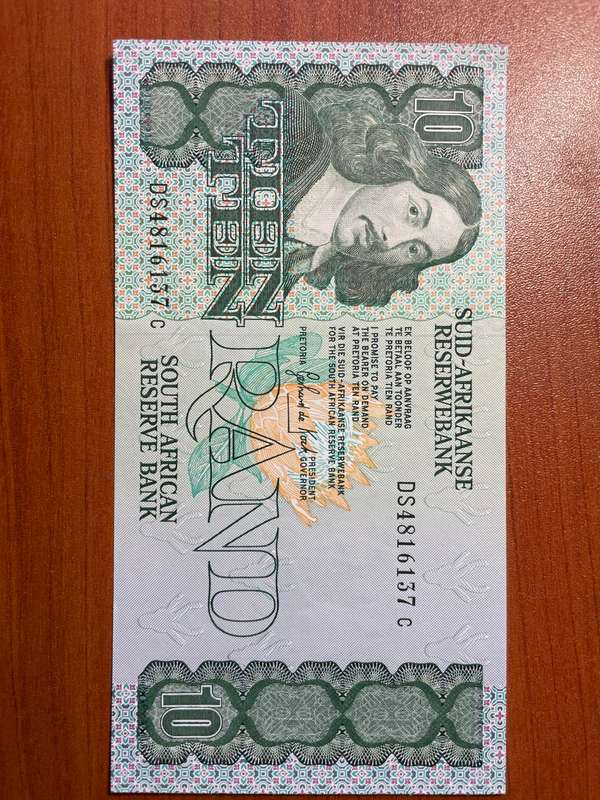 10
SUID-AFRIKAANSE
RESERWEBANK
EK BELOOF OP AANVRAAG
TE BETAAL AAN TOONDER
TE PRETORIA TIEN RAND
I PROMISE TO PAY
THE BEARER ON DEMAND
AT PRETORIA TEN RAND
DS4816137 C
VIR DIE SUID-AFRIKAANSE RESERWEBANK
FOR THE SOUTH AFRICAN RESERVE BANK
PRETORIA
PRESIDENT
GOVERNOR
TIEN
TEN
RAND
DS4816137 C
SOUTH AFRICAN
RESERVE BANK
10